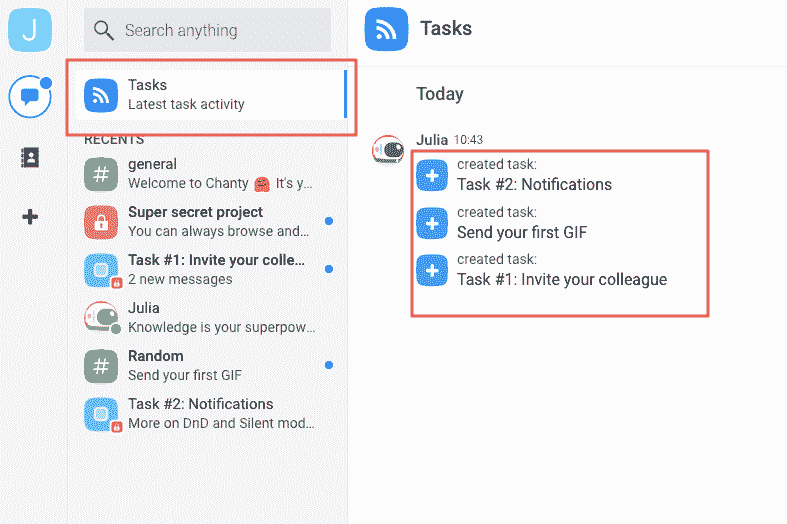 J
Search anything
Tasks
Latest task activity
RECENTS
general
Welcome to Chanty 🤗 It's y...
Super secret project
You can always browse and...
Task #1: Invite your colle...
2 new messages
Julia
Knowledge is your superpow...
Random
Send your first GIF
Task #2: Notifications
More on DnD and Silent mod...
Tasks
Today
Julia 10:43
created task:
Task #2: Notifications
created task:
Send your first GIF
created task:
Task #1: Invite your colleague